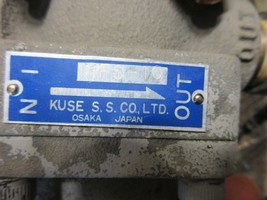 IN
KUSE S.S.CO,LTD.
OSAKA JAPAN
OUT